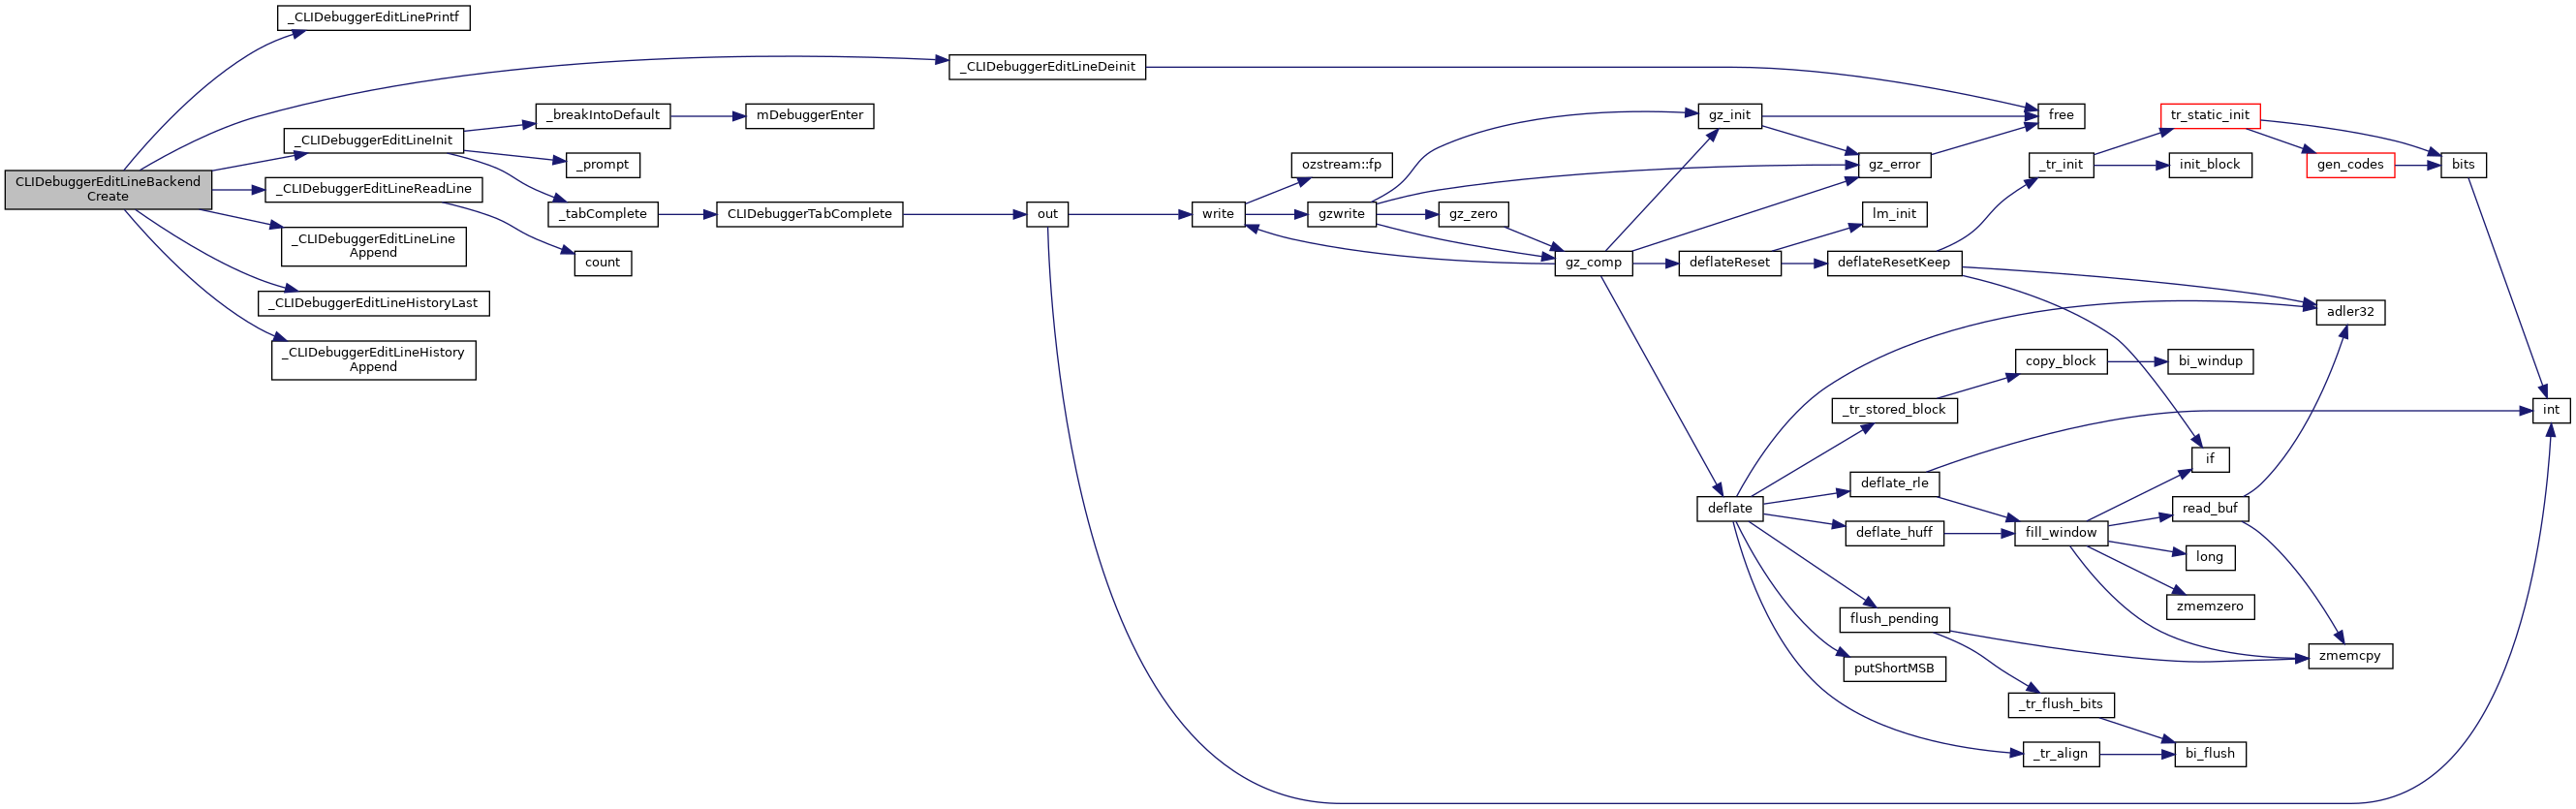 _CLIDebuggerEditLinePrintf
_CLIDebuggerEditLineDeinit
_breakIntoDefault
mDebuggerEnter
gz_init
free
tr_static_init
_CLIDebuggerEditLineInit
_prompt
ozstream::fp
gz_error
_tr_init
init_block
gen_codes
bits
CLIDebuggerEditLineBackend
Create
_CLIDebuggerEditLineReadLine
_tabComplete
CLIDebuggerTabComplete
out
write
gzwrite
gz_zero
lm_init
_CLIDebuggerEditLineLine
Append
count
gz_comp
deflateReset
deflateResetKeep
_CLIDebuggerEditLineHistoryLast
adler32
_CLIDebuggerEditLineHistory
Append
copy_block
bi_windup
_tr_stored_block
int
if
deflate_rle
deflate
read_buf
deflate_huff
fill_window
long
zmemzero
flush_pending
zmemcpy
putShortMSB
_tr_flush_bits
_tr_align
bi_flush